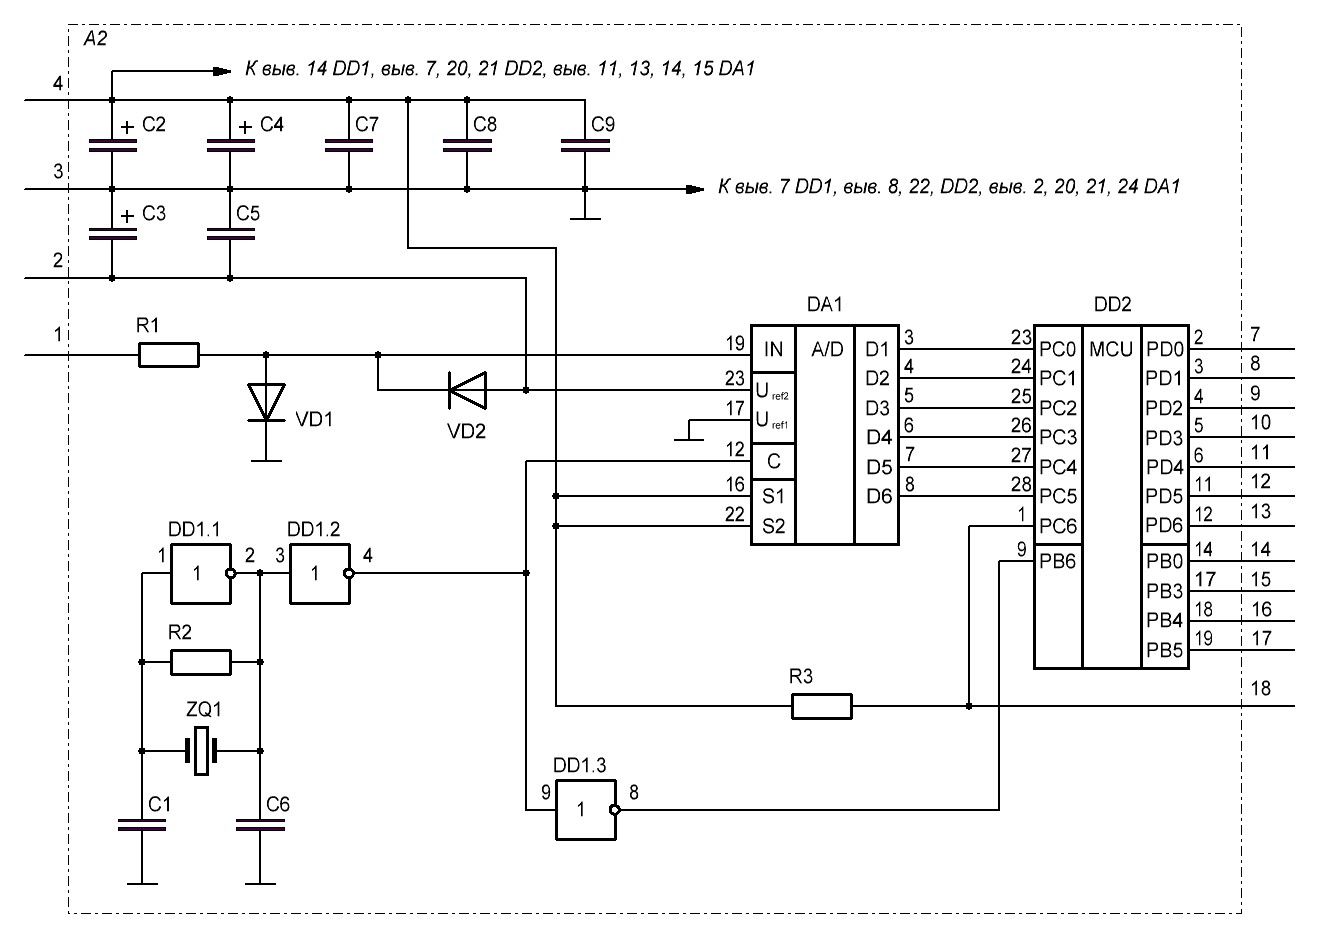 A2
К выв. 14 DD1, выв. 7, 20, 21 DD2, выв. 11, 13, 14, 15 DA1
4
+ C2
+ C4
C7
C8
C9
3
К выв. 7 DD1, выв. 8, 22, DD2, выв. 2, 20, 21, 24 DA1
+ C3
C5
2
1
R1
VD1
VD2
DA1
19 IN A/D D1 3
23 Uref2 D2 4
17 Uref1 D3 5
12 C D4 6
D5 7
16 S1 D6 8
22 S2
DD2
23 PC0 MCU PD0 2 7
24 PC1 PD1 3 8
25 PC2 PD2 4 9
26 PC3 PD3 5 10
27 PC4 PD4 6 11
28 PC5 PD5 11 12
1 PC6 PD6 12 13
9 PB6 PB0 14 14
PB3 17 15
PB4 18 16
PB5 19 17
18
DD1.1
1 1 2
DD1.2
3 1 4
R2
ZQ1
C1
C6
R3
DD1.3
9 1 8